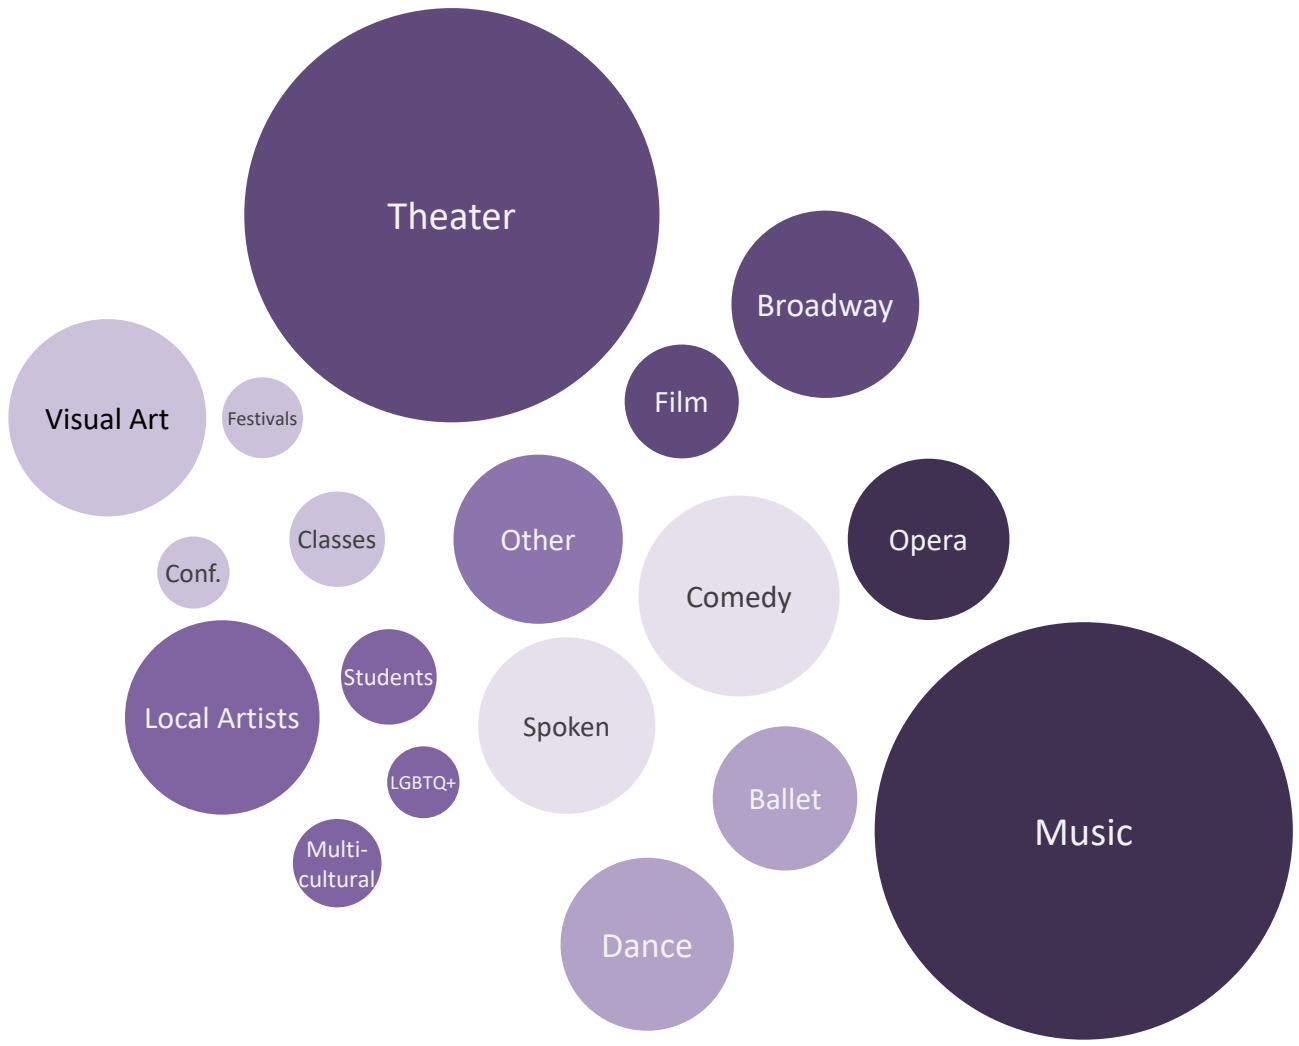 Theater
Broadway
Film
Visual Art
Festivals
Classes
Other
Opera
Conf.
Comedy
Students
Local Artists
Spoken
LGBTQ+
Ballet
Music
Multi-
cultural
Dance